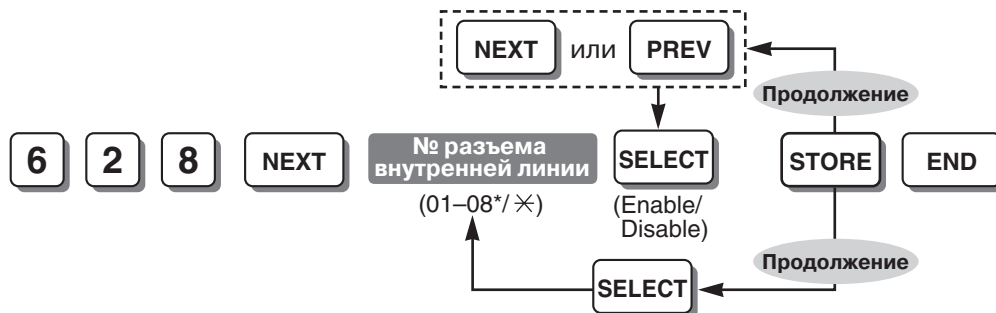 NEXT или PREV
Продолжение
6 2 8 NEXT № разъема внутренней линии SELECT STORE END
(01–08*/✳)
(Enable/
Disable)
Продолжение
SELECT